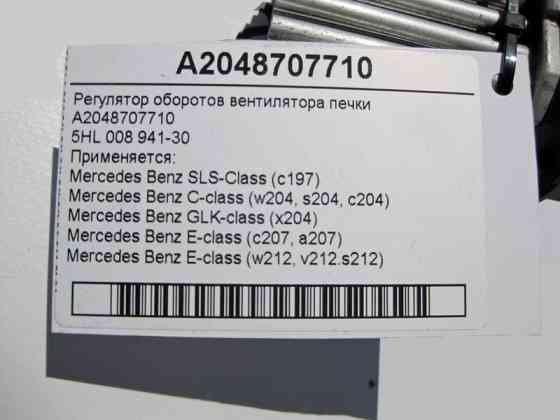 A2048707710
Регулятор оборотов вентилятора печки
A2048707710
5HL 008 941-30
Применяется:
Mercedes Benz SLS-Class (c197)
Mercedes Benz C-class (w204, s204, c204)
Mercedes Benz GLK-class (x204)
Mercedes Benz E-class (c207, a207)
Mercedes Benz E-class (w212, v212.s212)